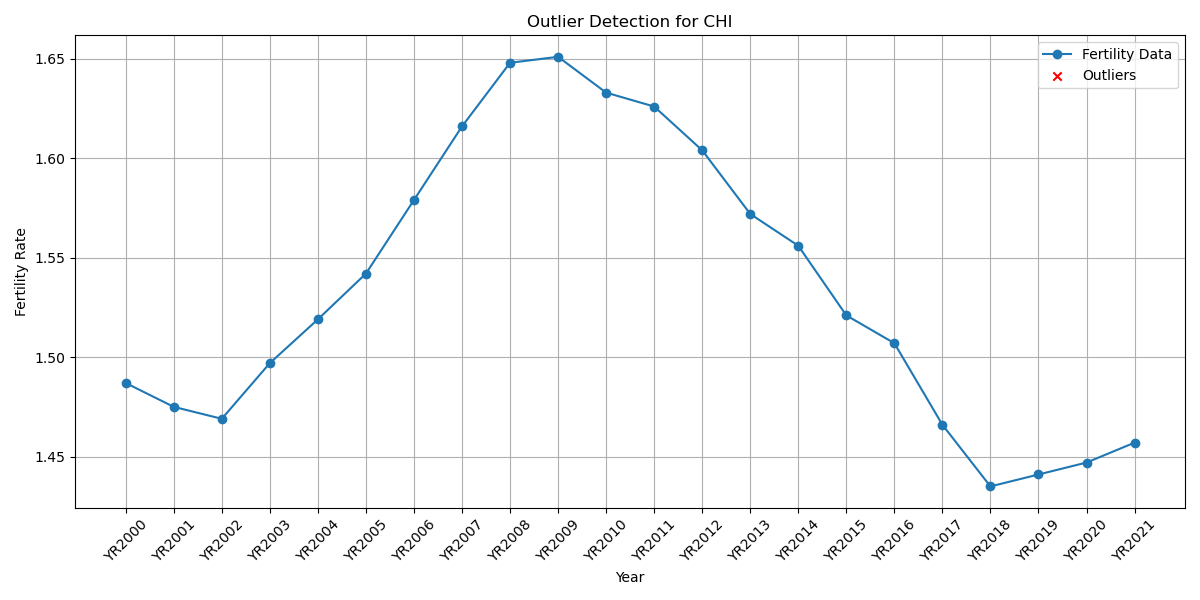 Outlier Detection for CHI
Fertility Data
Outliers
Fertility Rate
1.65
1.60
1.55
1.50
1.45
YR2000
YR2001
YR2002
YR2003
YR2004
YR2005
YR2006
YR2007
YR2008
YR2009
YR2010
YR2011
YR2012
YR2013
YR2014
YR2015
YR2016
YR2017
YR2018
YR2019
YR2020
YR2021
Year